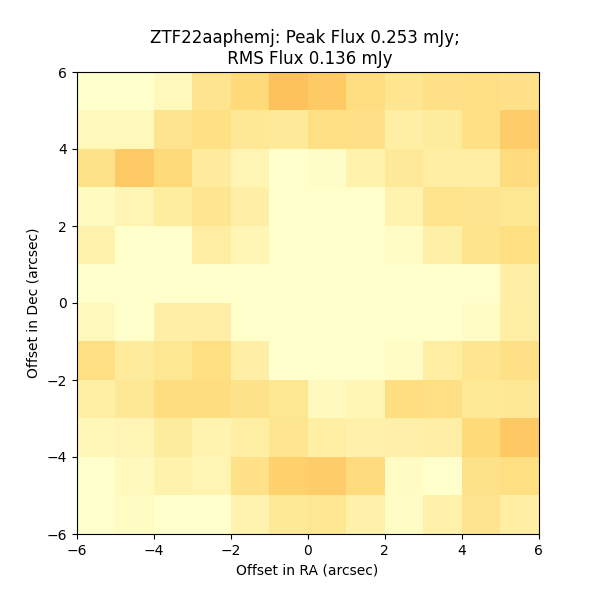 ZTF22aaphemj: Peak Flux 0.253 mJy;
RMS Flux 0.136 mJy
6
4
2
0
−2
−4
−6
Offset in Dec (arcsec)
−6 −4 −2 0 2 4 6
Offset in RA (arcsec)